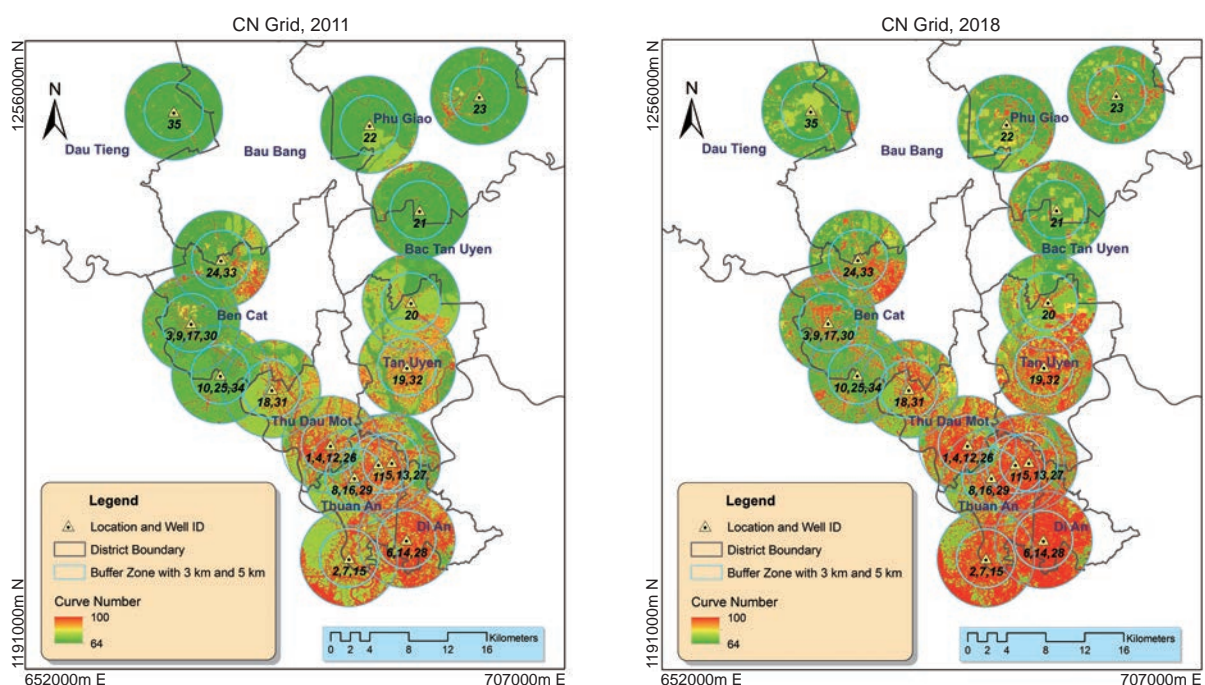 CN Grid, 2011
1256000m N
N
35
22
Phu Giao
23
Dau Tieng
Bau Bang
21
Bac Tan Uyen
24,33
20
Ben Cat
3,9,17,30
Tan Uyen
19,32
10,25,34
18,31
Thu Dau Mot
1,4,12,26
11
5,13,27
8,16,29
Thuan An
Di An
6,14,28
2,7,15
Legend
Location and Well ID
District Boundary
Buffer Zone with 3 km and 5 km
Curve Number
100
64
0 2 4 8 12 16 Kilometers
1191000m N
652000m E
707000m E
CN Grid, 2018
1256000m N
N
35
22
Phu Giao
23
Dau Tieng
Bau Bang
21
Bac Tan Uyen
24,33
20
Ben Cat
3,9,17,30
Tan Uyen
19,32
10,25,34
18,31
Thu Dau Mot
1,4,12,26
11
5,13,27
8,16,29
Thuan An
Di An
6,14,28
2,7,15
Legend
Location and Well ID
District Boundary
Buffer Zone with 3 km and 5 km
Curve Number
100
64
0 2 4 8 12 16 Kilometers
1191000m N
652000m E
707000m E